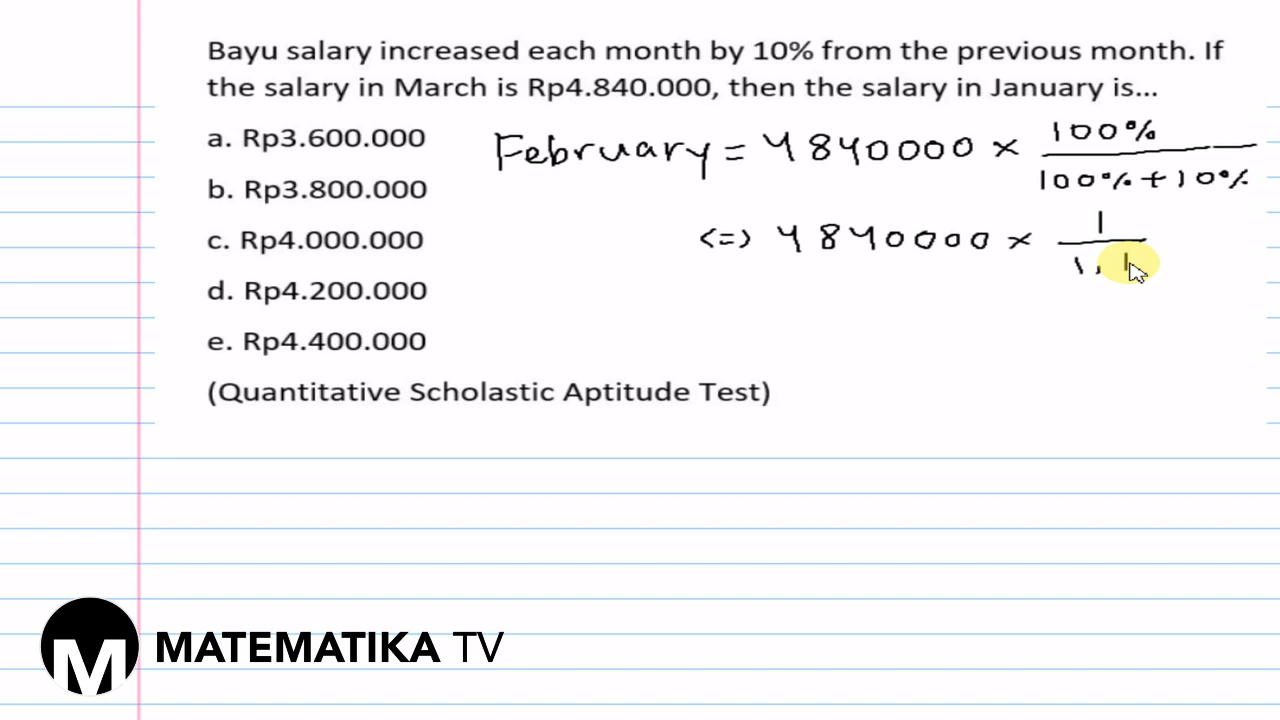 Bayu salary increased each month by 10% from the previous month. If
the salary in March is Rp4.840.000, then the salary in January is...
a. Rp3.600.000
b. Rp3.800.000
c. Rp4.000.000
d. Rp4.200.000
e. Rp4.400.000
(Quantitative Scholastic Aptitude Test)
February = 4840000 × 100% / 100% + 10%
<=> 4840000 × 1 / 1,1
M MATEMATIKA TV